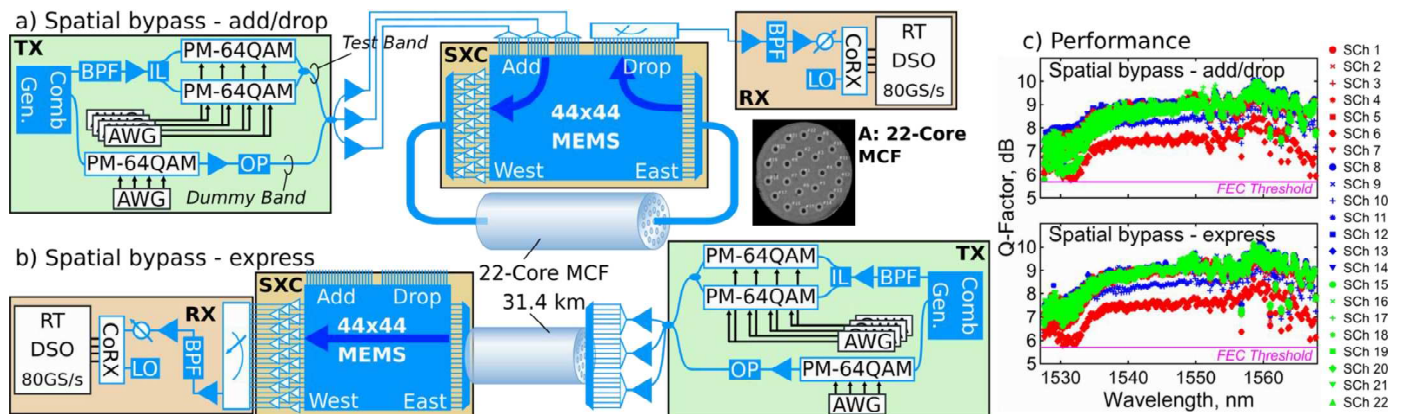 a) Spatial bypass - add/drop
TX
Comb
Gen.
BPF
IL
PM-64QAM
PM-64QAM
AWG
PM-64QAM
OP
AWG
Test Band
Dummy Band
SXC
Add
Drop
44x44
MEMS
West
East
BPF
LO
CoRX
RT
DSO
80GS/s
RX
A: 22-Core
MCF
22-Core MCF
31.4 km
b) Spatial bypass - express
RT
DSO
80GS/s
CoRX
LO
BPF
RX
SXC
Add
Drop
44x44
MEMS
West
East
TX
PM-64QAM
PM-64QAM
IL
BPF
Comb
Gen.
AWG
OP
PM-64QAM
AWG
c) Performance
Spatial bypass - add/drop
10
9
8
7
6
5
FEC Threshold
Spatial bypass - express
10
9
8
7
6
5
FEC Threshold
Q-Factor, dB
1530 1540 1550 1560
Wavelength, nm
SCh 1
SCh 2
SCh 3
SCh 4
SCh 5
SCh 6
SCh 7
SCh 8
SCh 9
SCh 10
SCh 11
SCh 12
SCh 13
SCh 14
SCh 15
SCh 16
SCh 17
SCh 18
SCh 19
SCh 20
SCh 21
SCh 22